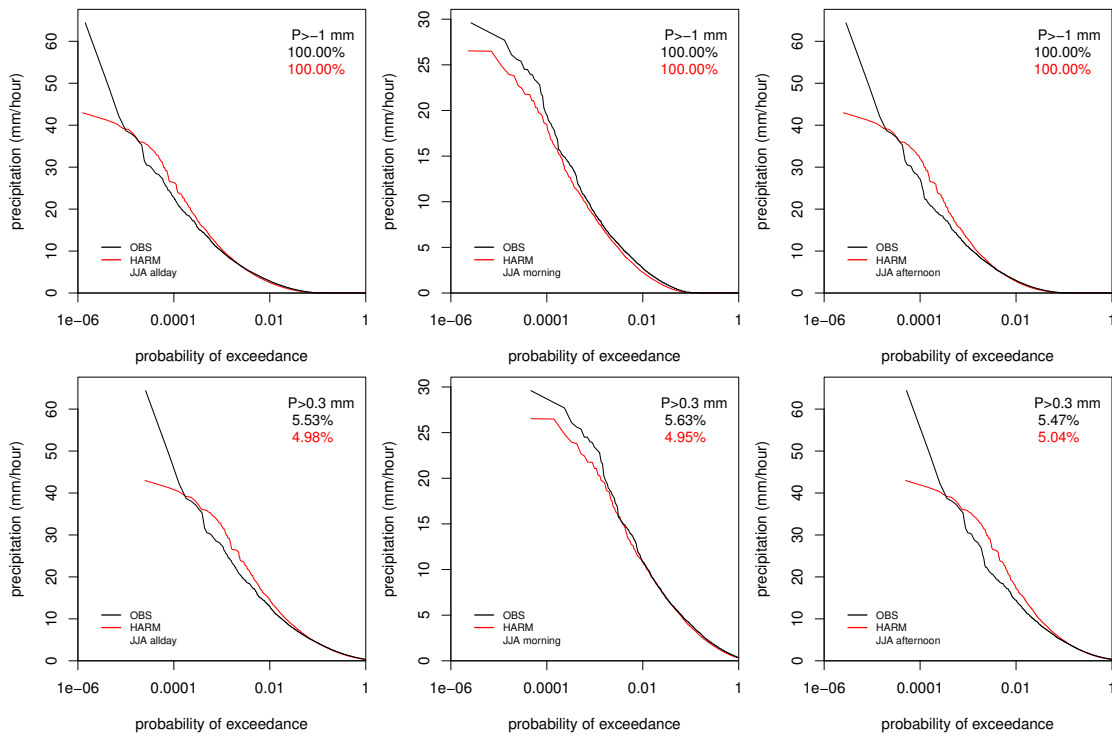 precipitation (mm/hour)
60
50
40
30
20
10
0
P>−1 mm
100.00%
100.00%
OBS
HARM
JJA allday
1e−06
0.0001
0.01
1
probability of exceedance
precipitation (mm/hour)
30
25
20
15
10
5
0
P>−1 mm
100.00%
100.00%
OBS
HARM
JJA morning
1e−06
0.0001
0.01
1
probability of exceedance
precipitation (mm/hour)
60
50
40
30
20
10
0
P>−1 mm
100.00%
100.00%
OBS
HARM
JJA afternoon
1e−06
0.0001
0.01
1
probability of exceedance
precipitation (mm/hour)
60
50
40
30
20
10
0
P>0.3 mm
5.53%
4.98%
OBS
HARM
JJA allday
1e−06
0.0001
0.01
1
probability of exceedance
precipitation (mm/hour)
30
25
20
15
10
5
0
P>0.3 mm
5.63%
4.95%
OBS
HARM
JJA morning
1e−06
0.0001
0.01
1
probability of exceedance
precipitation (mm/hour)
60
50
40
30
20
10
0
P>0.3 mm
5.47%
5.04%
OBS
HARM
JJA afternoon
1e−06
0.0001
0.01
1
probability of exceedance